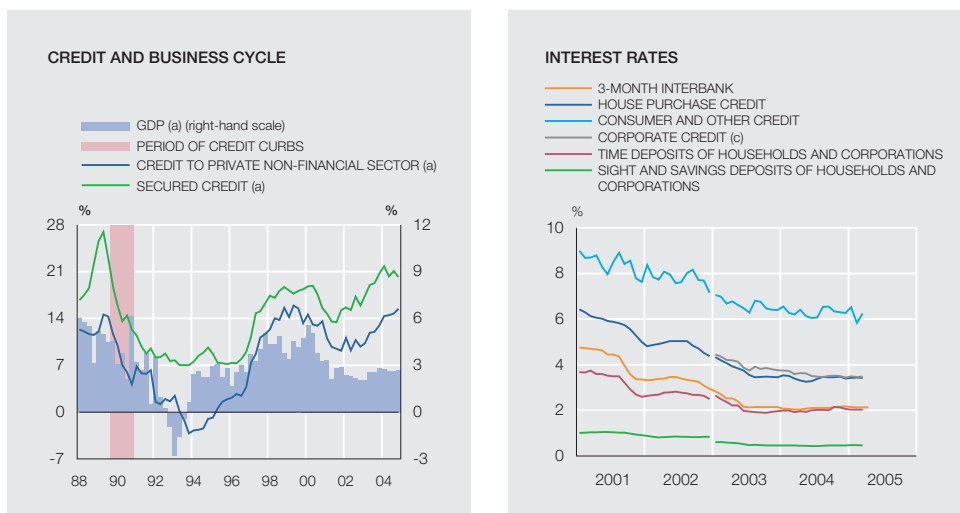 CREDIT AND BUSINESS CYCLE
GDP (a) (right-hand scale)
PERIOD OF CREDIT CURBS
CREDIT TO PRIVATE NON-FINANCIAL SECTOR (a)
SECURED CREDIT (a)
% %
28 12
21 9
14 6
7 3
0 0
-7 -3
88 90 92 94 96 98 00 02 04
INTEREST RATES
3-MONTH INTERBANK
HOUSE PURCHASE CREDIT
CONSUMER AND OTHER CREDIT
CORPORATE CREDIT (c)
TIME DEPOSITS OF HOUSEHOLDS AND CORPORATIONS
SIGHT AND SAVINGS DEPOSITS OF HOUSEHOLDS AND
CORPORATIONS
%
10
8
6
4
2
0
2001 2002 2003 2004 2005